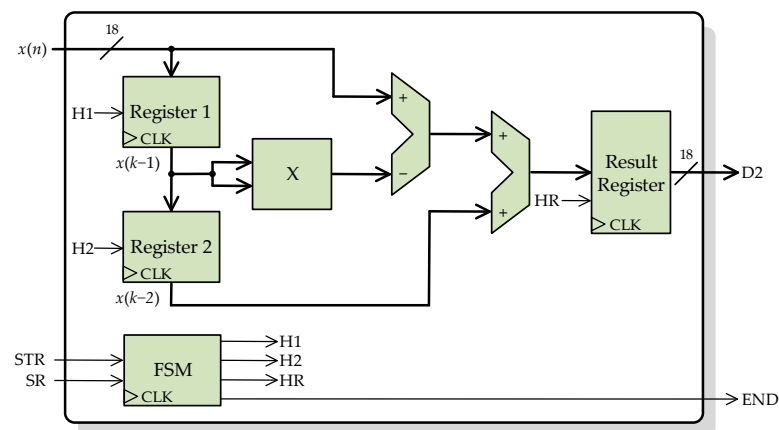 18
x(n)
H1
Register 1
CLK
x(k−1)
+
−
X
+
+
Result
Register
HR
CLK
18
D2
H2
Register 2
CLK
x(k−2)
STR
SR
FSM
CLK
H1
H2
HR
END